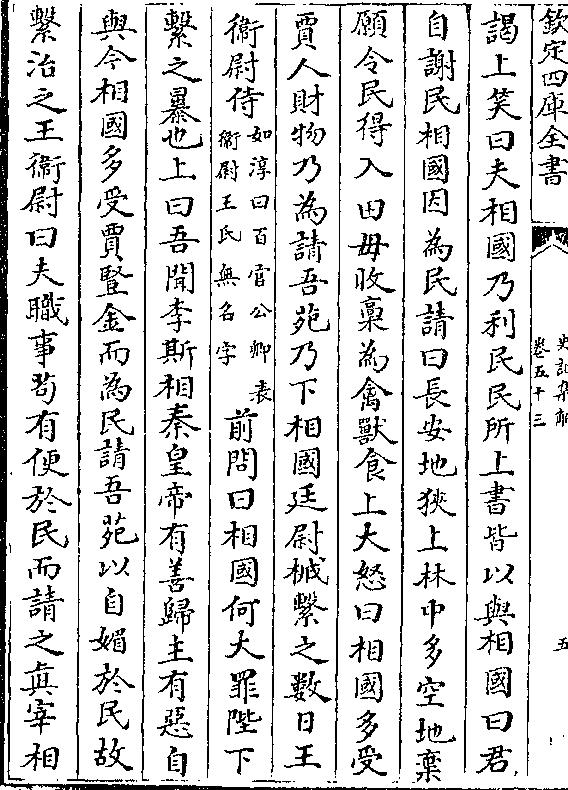 欽定四庫全書
史記集解
卷五十三
五
謁上笑曰夫相國乃利民民所上書皆以與相國曰君
自謝民相國因為民請曰長安地狹上林中多空地棄
願令民得入田毋收稾為禽獸食上大怒曰相國多受
賈人財物乃為請吾苑乃下相國廷尉械繫之數日王
衞尉侍如淳曰百官公卿表衞尉王氏無名字前問曰相國何大罪陛下
繫之暴也上曰吾聞李斯相秦皇帝有善歸主有惡自
與今相國多受賈豎金而為民請吾苑以自媚於民故
繫治之王衞尉曰夫職事茍有便於民而請之真宰相